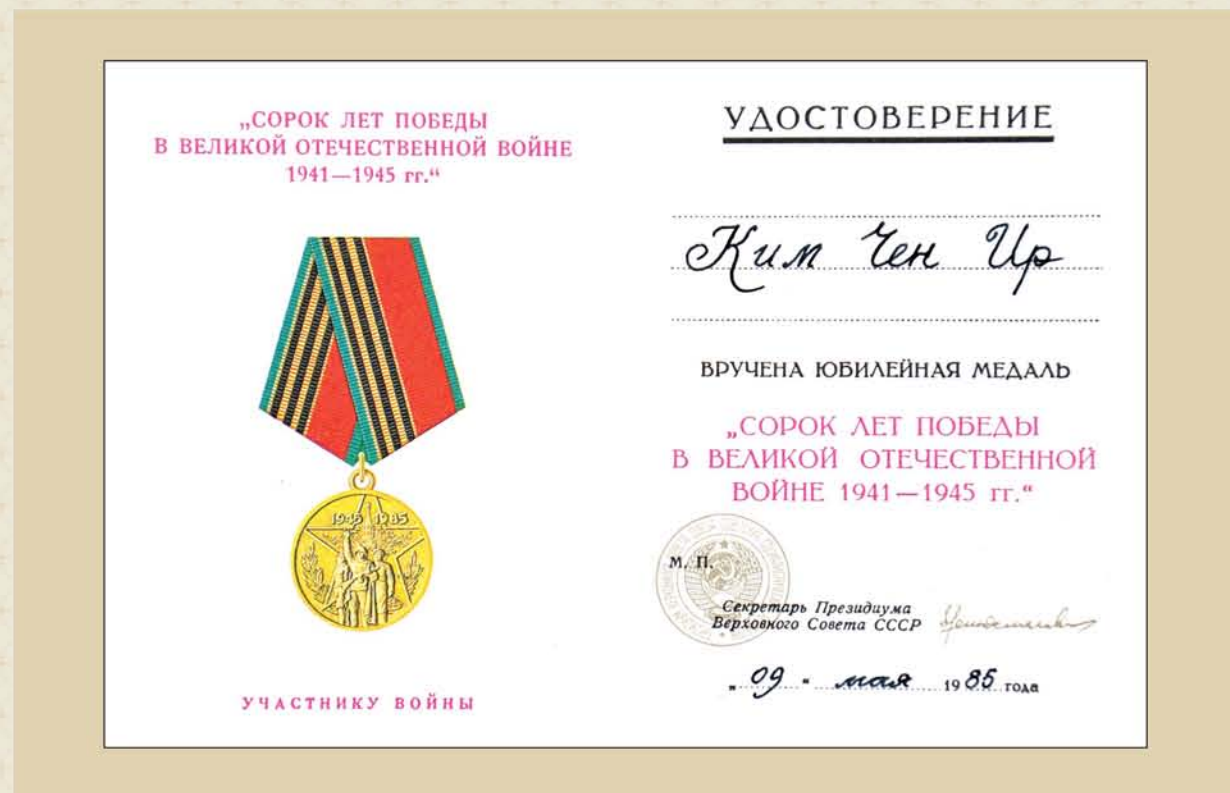 „СОРОК ЛЕТ ПОБЕДЫ
В ВЕЛИКОЙ ОТЕЧЕСТВЕННОЙ ВОЙНЕ
1941—1945 гг.“
1945 1985
УЧАСТНИКУ ВОЙНЫ
УДОСТОВЕРЕНИЕ
Ким Чен Ир
ВРУЧЕНА ЮБИЛЕЙНАЯ МЕДАЛЬ
„СОРОК ЛЕТ ПОБЕДЫ
В ВЕЛИКОЙ ОТЕЧЕСТВЕННОЙ
ВОЙНЕ 1941—1945 гг.“
М. П.
Секретарь Президиума
Верховного Совета СССР
„09“ мая 1985 года